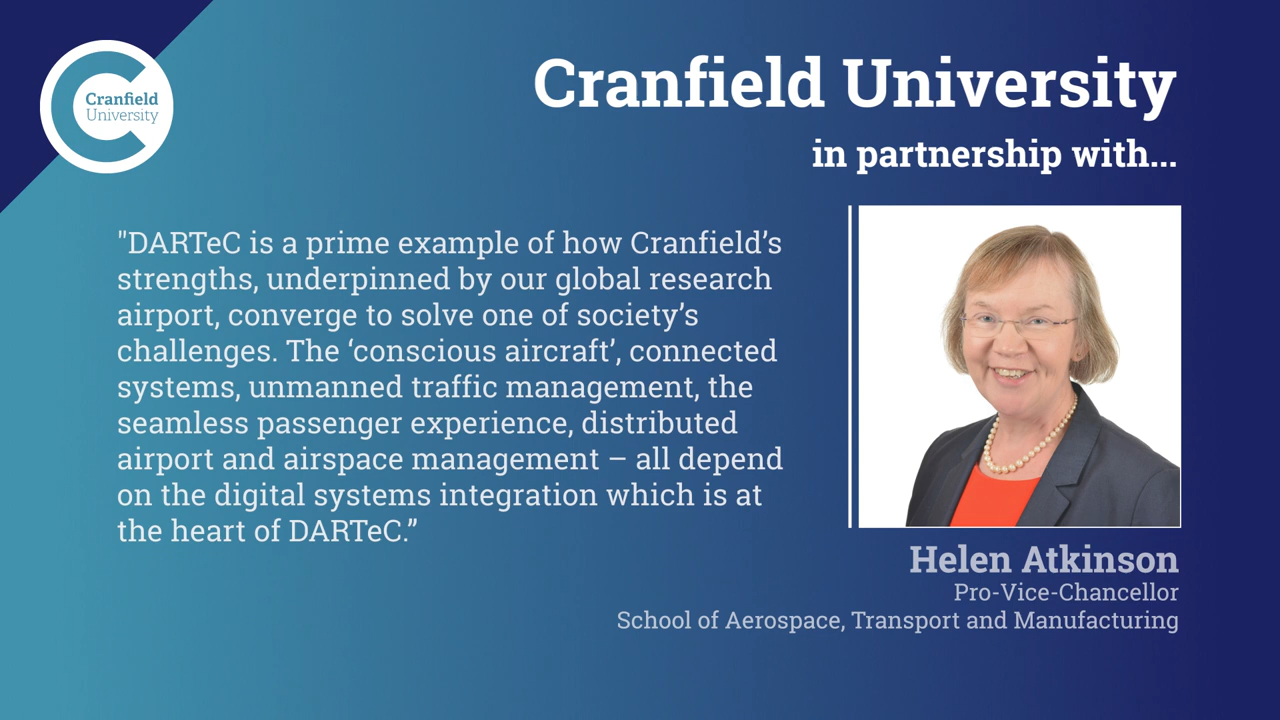 Cranfield
University
Cranfield University
in partnership with...
"DARTeC is a prime example of how Cranfield’s
strengths, underpinned by our global research
airport, converge to solve one of society’s
challenges. The ‘conscious aircraft’, connected
systems, unmanned traffic management, the
seamless passenger experience, distributed
airport and airspace management – all depend
on the digital systems integration which is at
the heart of DARTeC.”
Helen Atkinson
Pro-Vice-Chancellor
School of Aerospace, Transport and Manufacturing